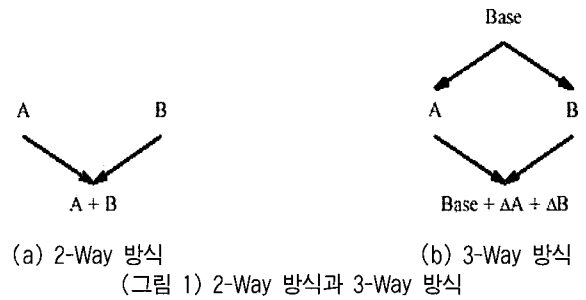 Base
A B A B
A + B Base + ΔA + ΔB
(a) 2-Way 방식 (b) 3-Way 방식
(그림 1) 2-Way 방식과 3-Way 방식